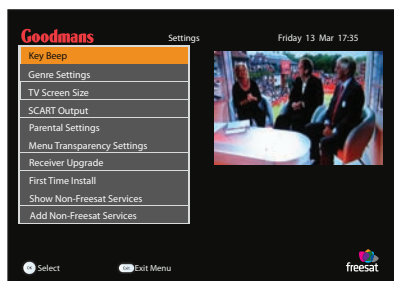 Goodmans Settings Friday 13 Mar 17:35
Key Beep
Genre Settings
TV Screen Size
SCART Output
Parental Settings
Menu Transparency Settings
Receiver Upgrade
First Time Install
Show Non-Freesat Services
Add Non-Freesat Services
OK Select Exit Exit Menu freesat